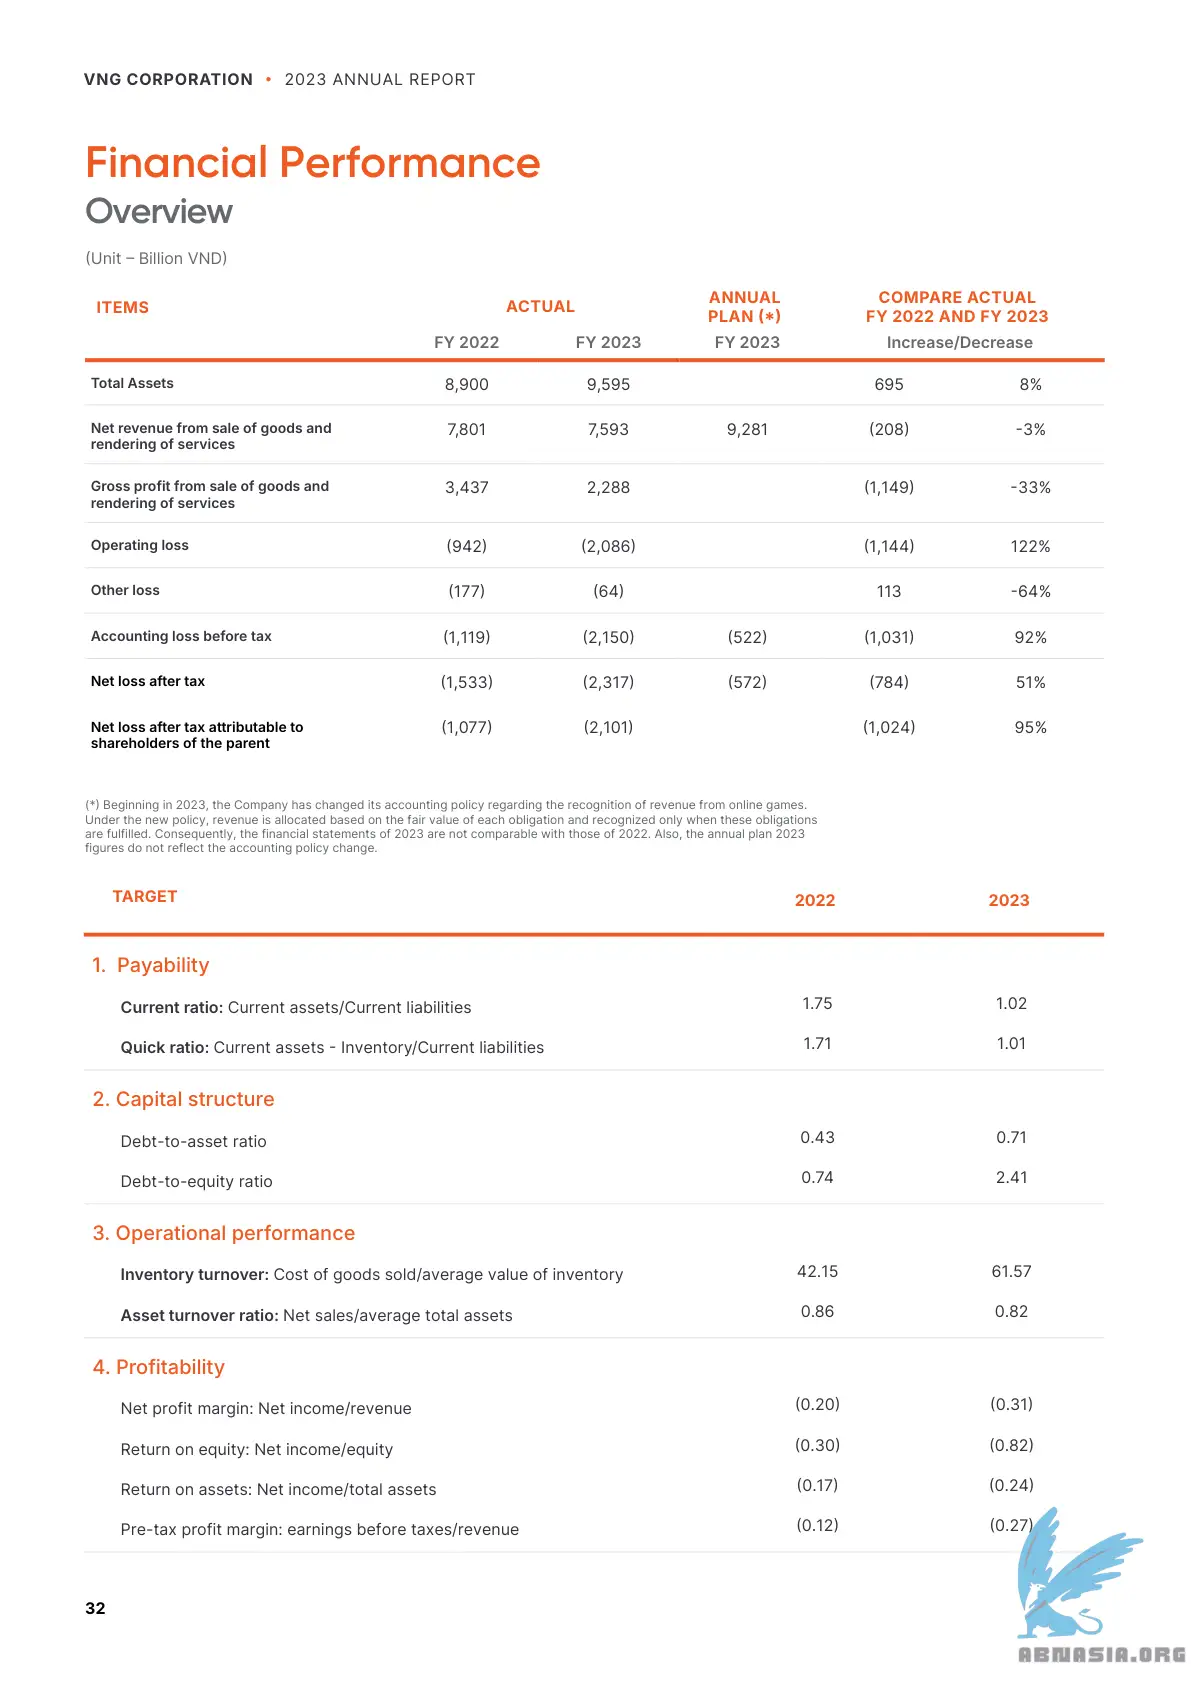 VNG CORPORATION • 2023 ANNUAL REPORT
Financial Performance
Overview
(Unit – Billion VND)
ITEMS ACTUAL ANNUAL PLAN (*) COMPARE ACTUAL FY 2022 AND FY 2023
FY 2022 FY 2023 FY 2023 Increase/Decrease
Total Assets 8,900 9,595 695 8%
Net revenue from sale of goods and 7,801 7,593 9,281 (208) -3%
rendering of services
Gross profit from sale of goods and 3,437 2,288 (1,149) -33%
rendering of services
Operating loss (942) (2,086) (1,144) 122%
Other loss (177) (64) 113 -64%
Accounting loss before tax (1,119) (2,150) (522) (1,031) 92%
Net loss after tax (1,533) (2,317) (572) (784) 51%
Net loss after tax attributable to (1,077) (2,101) (1,024) 95%
shareholders of the parent
(*) Beginning in 2023, the Company has changed its accounting policy regarding the recognition of revenue from online games.
Under the new policy, revenue is allocated based on the fair value of each obligation and recognized only when these obligations
are fulfilled. Consequently, the financial statements of 2023 are not comparable with those of 2022. Also, the annual plan 2023
figures do not reflect the accounting policy change.
TARGET 2022 2023
1. Payability
Current ratio: Current assets/Current liabilities 1.75 1.02
Quick ratio: Current assets - Inventory/Current liabilities 1.71 1.01
2. Capital structure
Debt-to-asset ratio 0.43 0.71
Debt-to-equity ratio 0.74 2.41
3. Operational performance
Inventory turnover: Cost of goods sold/average value of inventory 42.15 61.57
Asset turnover ratio: Net sales/average total assets 0.86 0.82
4. Profitability
Net profit margin: Net income/revenue (0.20) (0.31)
Return on equity: Net income/equity (0.30) (0.82)
Return on assets: Net income/total assets (0.17) (0.24)
Pre-tax profit margin: earnings before taxes/revenue (0.12) (0.27)
32
ABNASIA.ORG